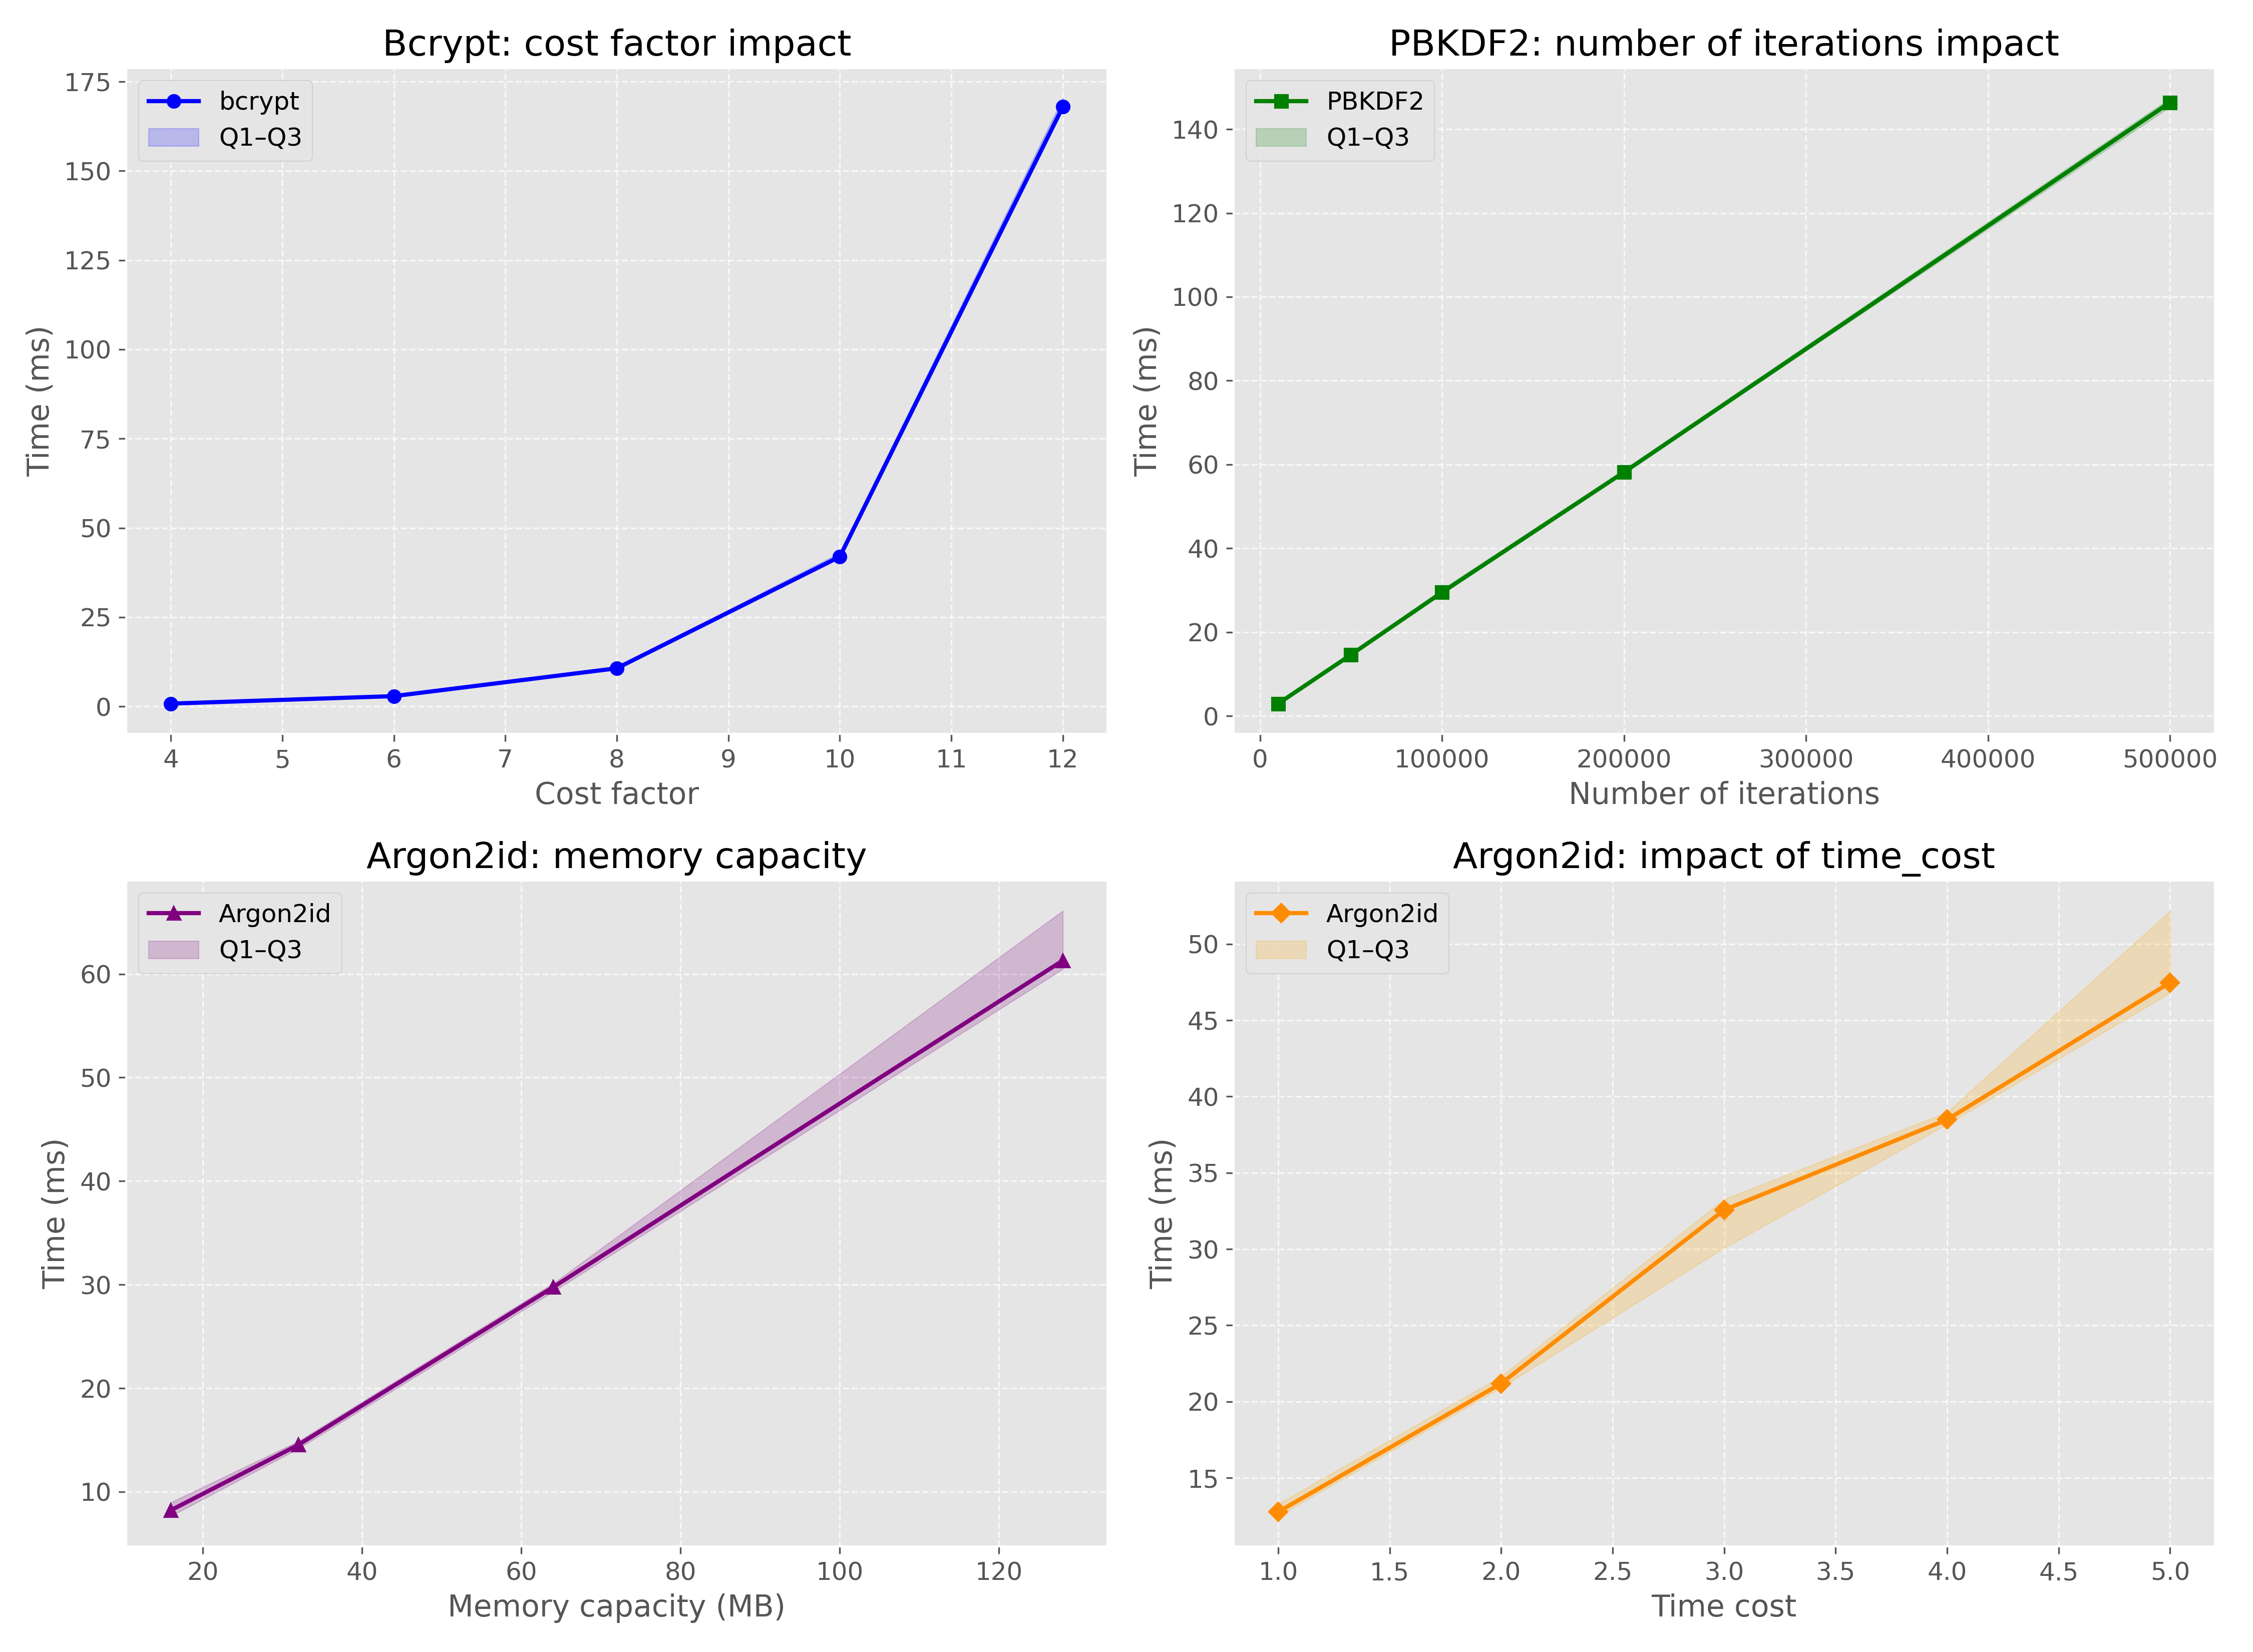 Bcrypt: cost factor impact
175
150
125
100
75
50
25
0
Time (ms)
bcrypt
Q1–Q3
4 5 6 7 8 9 10 11 12
Cost factor
PBKDF2: number of iterations impact
140
120
100
80
60
40
20
0
Time (ms)
PBKDF2
Q1–Q3
0 100000 200000 300000 400000 500000
Number of iterations
Argon2id: memory capacity
60
50
40
30
20
10
Time (ms)
Argon2id
Q1–Q3
20 40 60 80 100 120
Memory capacity (MB)
Argon2id: impact of time_cost
50
45
40
35
30
25
20
15
Time (ms)
Argon2id
Q1–Q3
1.0 1.5 2.0 2.5 3.0 3.5 4.0 4.5 5.0
Time cost